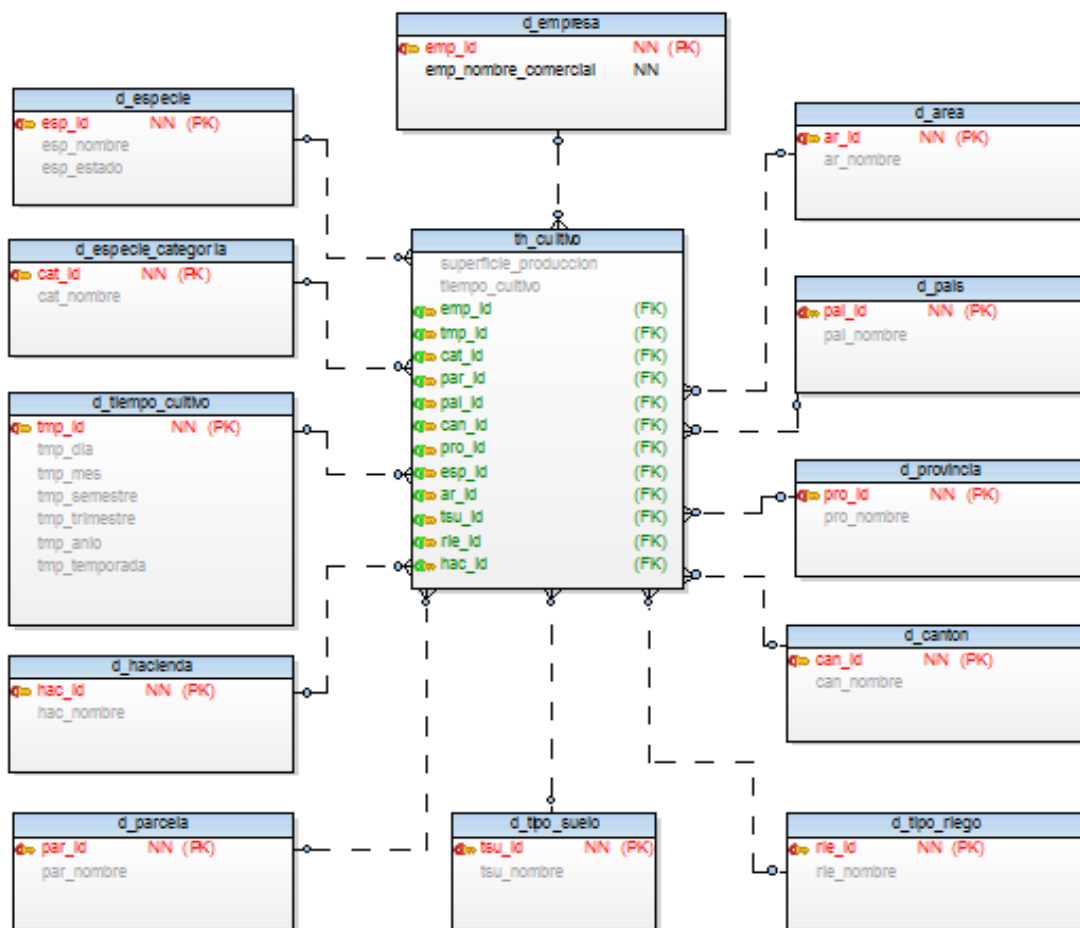 d_empresa
emp_id NN (PK)
emp_nombre_comercial NN
d_especie
esp_id NN (PK)
esp_nombre
esp_estado
d_area
ar_id NN (PK)
ar_nombre
d_especie_categoria
cat_id NN (PK)
cat_nombre
th_cultivo
superficie_produccion
tiempo_cultivo
emp_id (FK)
tmp_id (FK)
cat_id (FK)
par_id (FK)
pai_id (FK)
can_id (FK)
pro_id (FK)
esp_id (FK)
ar_id (FK)
tsu_id (FK)
rie_id (FK)
hac_id (FK)
d_pais
pai_id NN (PK)
pai_nombre
d_tiempo_cultivo
tmp_id NN (PK)
tmp_dia
tmp_mes
tmp_semestre
tmp_trimestre
tmp_anio
tmp_temporada
d_provincia
pro_id NN (PK)
pro_nombre
d_hacienda
hac_id NN (PK)
hac_nombre
d_canton
can_id NN (PK)
can_nombre
d_parcela
par_id NN (PK)
par_nombre
d_tipo_suelo
tsu_id NN (PK)
tsu_nombre
d_tipo_riego
rie_id NN (PK)
rie_nombre